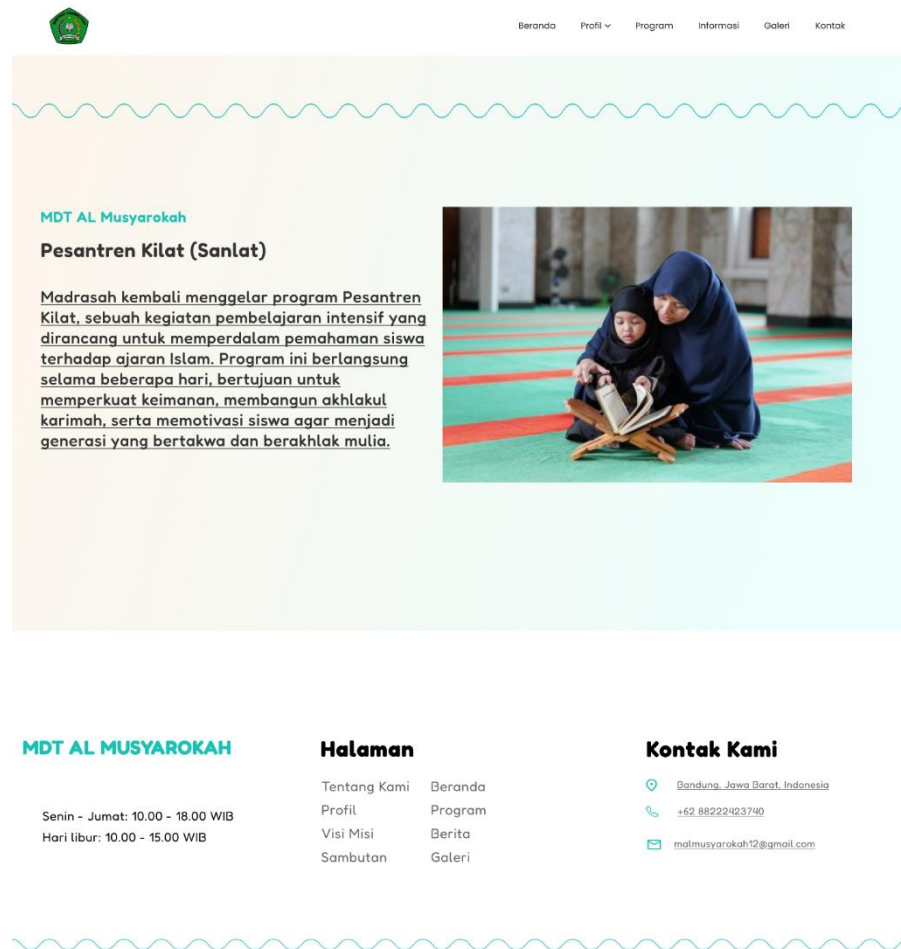 Beranda Profil Program Informasi Galeri Kontak
MDT AL Musyarokah
Pesantren Kilat (Sanlat)
Madrasah kembali menggelar program Pesantren
Kilat, sebuah kegiatan pembelajaran intensif yang
dirancang untuk memperdalam pemahaman siswa
terhadap ajaran Islam. Program ini berlangsung
selama beberapa hari, bertujuan untuk
memperkuat keimanan, membangun akhlakul
karimah, serta memotivasi siswa agar menjadi
generasi yang bertakwa dan berakhlak mulia.
MDT AL MUSYAROKAH
Senin - Jumat: 10.00 - 18.00 WIB
Hari libur: 10.00 - 15.00 WIB
Halaman
Tentang Kami Beranda
Profil Program
Visi Misi Berita
Sambutan Galeri
Kontak Kami
Bandung, Jawa Barat, Indonesia
+62 88222423740
malmusyarokah12@gmail.com